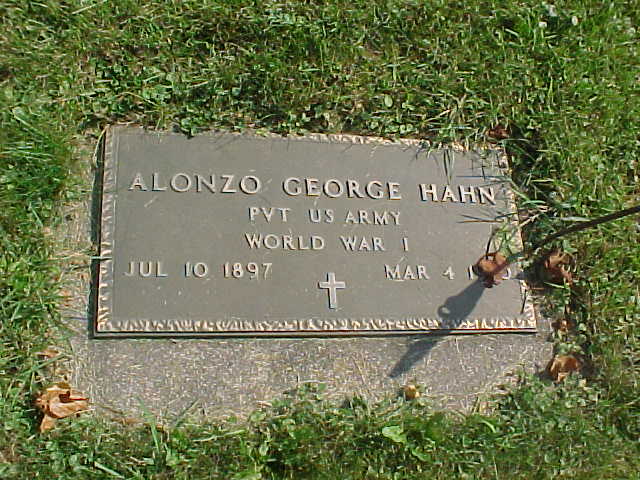 ALONZO GEORGE HAHN
PVT US ARMY
WORLD WAR I
JUL 10 1897 MAR 4